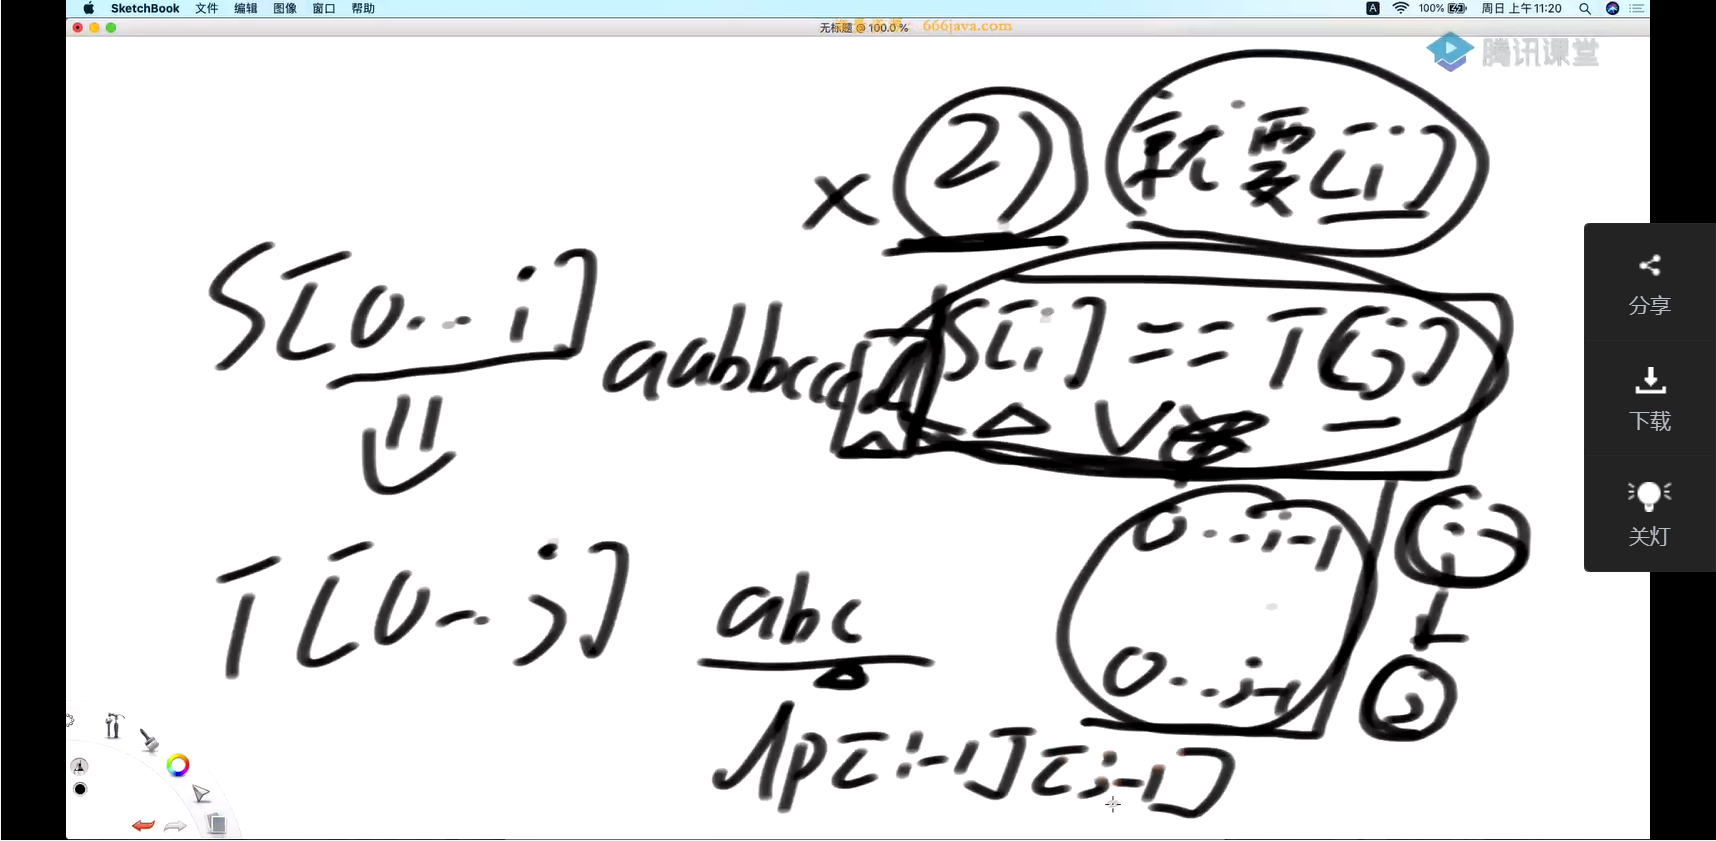 SketchBook 文件 编辑 图像 窗口 帮助
A 100% 周日 上午11:20
无标题 @ 100.0 % 666java.com
腾讯课堂
× 2) 就要[i]
S[0...i] aabbcc S[i] == T[j]
0...i-1 i
T[0...j] abc
0...j-1 j
dp[i-1][j-1]
分享
下载
关灯